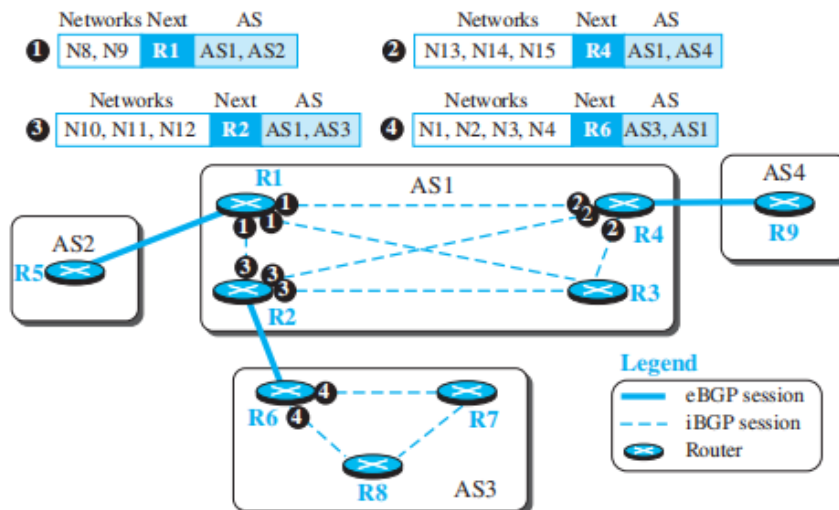 Networks Next AS
1 N8, N9 R1 AS1, AS2
Networks Next AS
2 N13, N14, N15 R4 AS1, AS4
Networks Next AS
3 N10, N11, N12 R2 AS1, AS3
Networks Next AS
4 N1, N2, N3, N4 R6 AS3, AS1
R1
AS1
AS4
1
1
1
2
2
2
R4
R9
AS2
R5
3
3
3
R2
R3
R6
4
4
R7
R8
AS3
Legend
eBGP session
iBGP session
Router